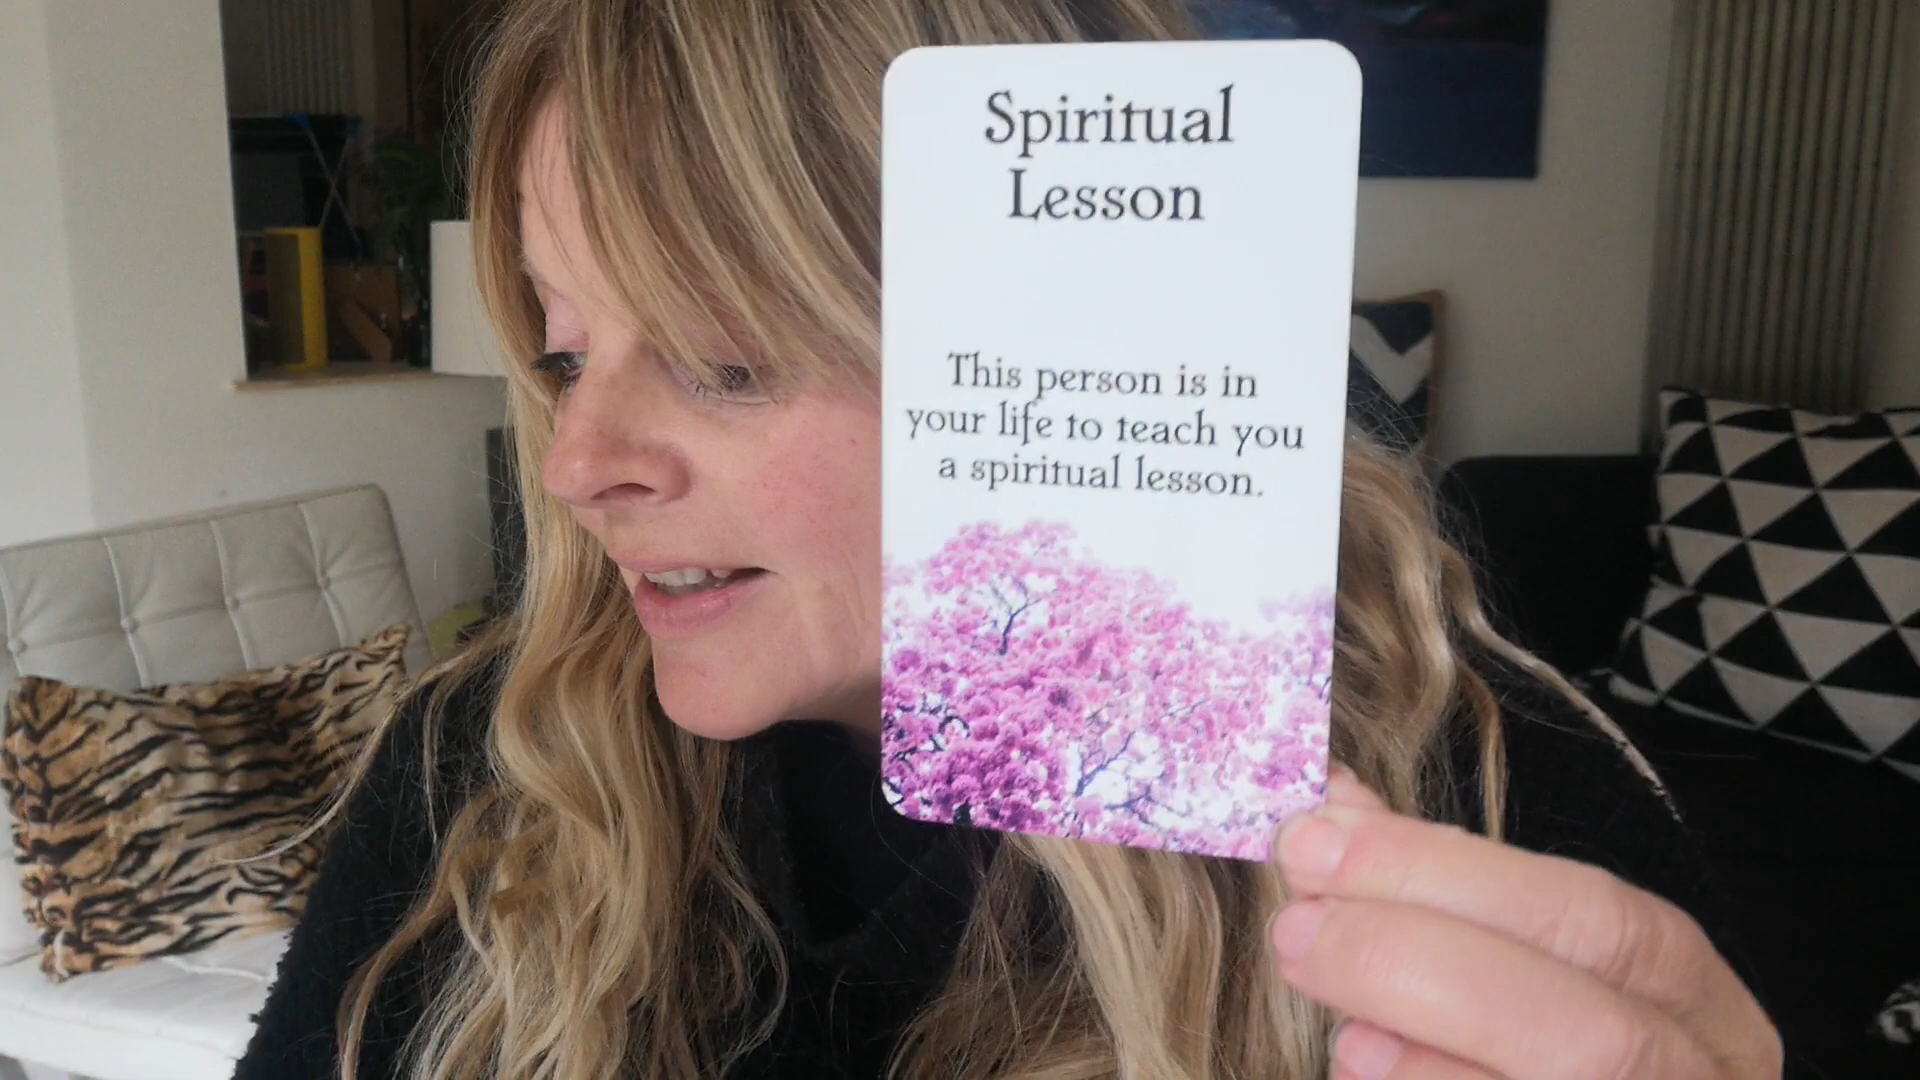 Spiritual
Lesson
This person is in
your life to teach you
a spiritual lesson.